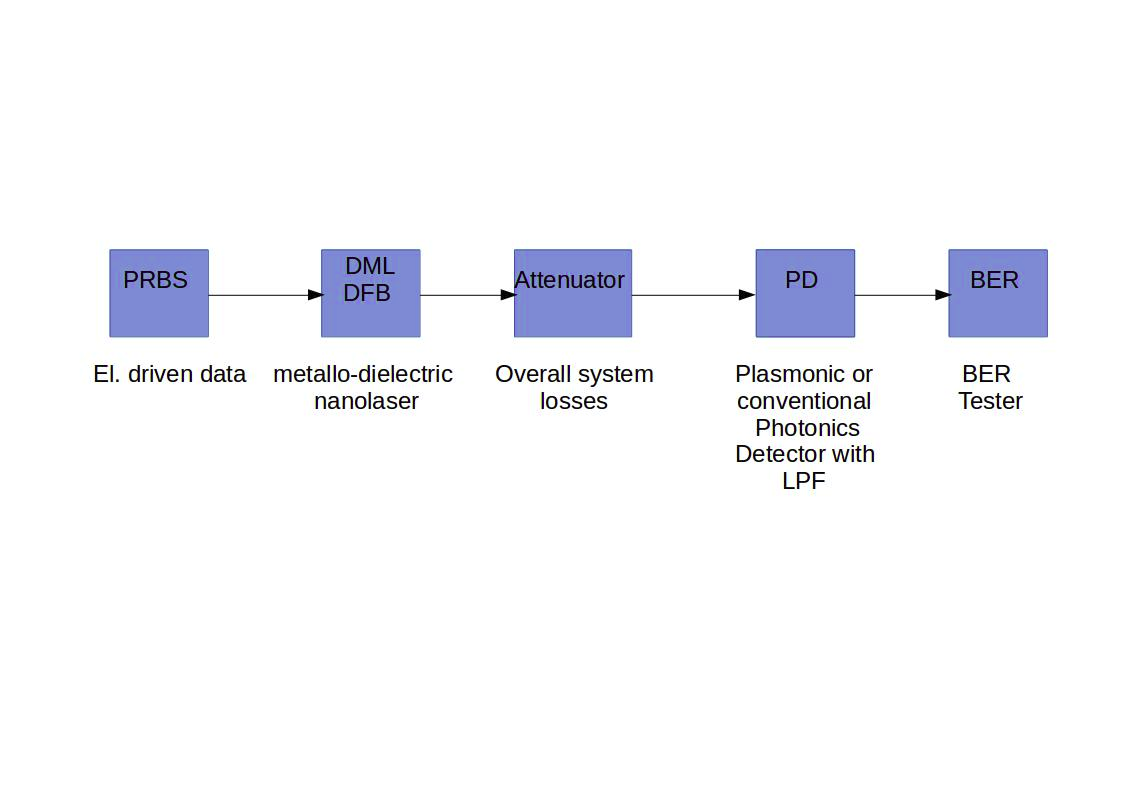 PRBS
DML
DFB
Attenuator
PD
BER
El. driven data
metallo-dielectric
nanolaser
Overall system
losses
Plasmonic or
conventional
Photonics
Detector with
LPF
BER
Tester